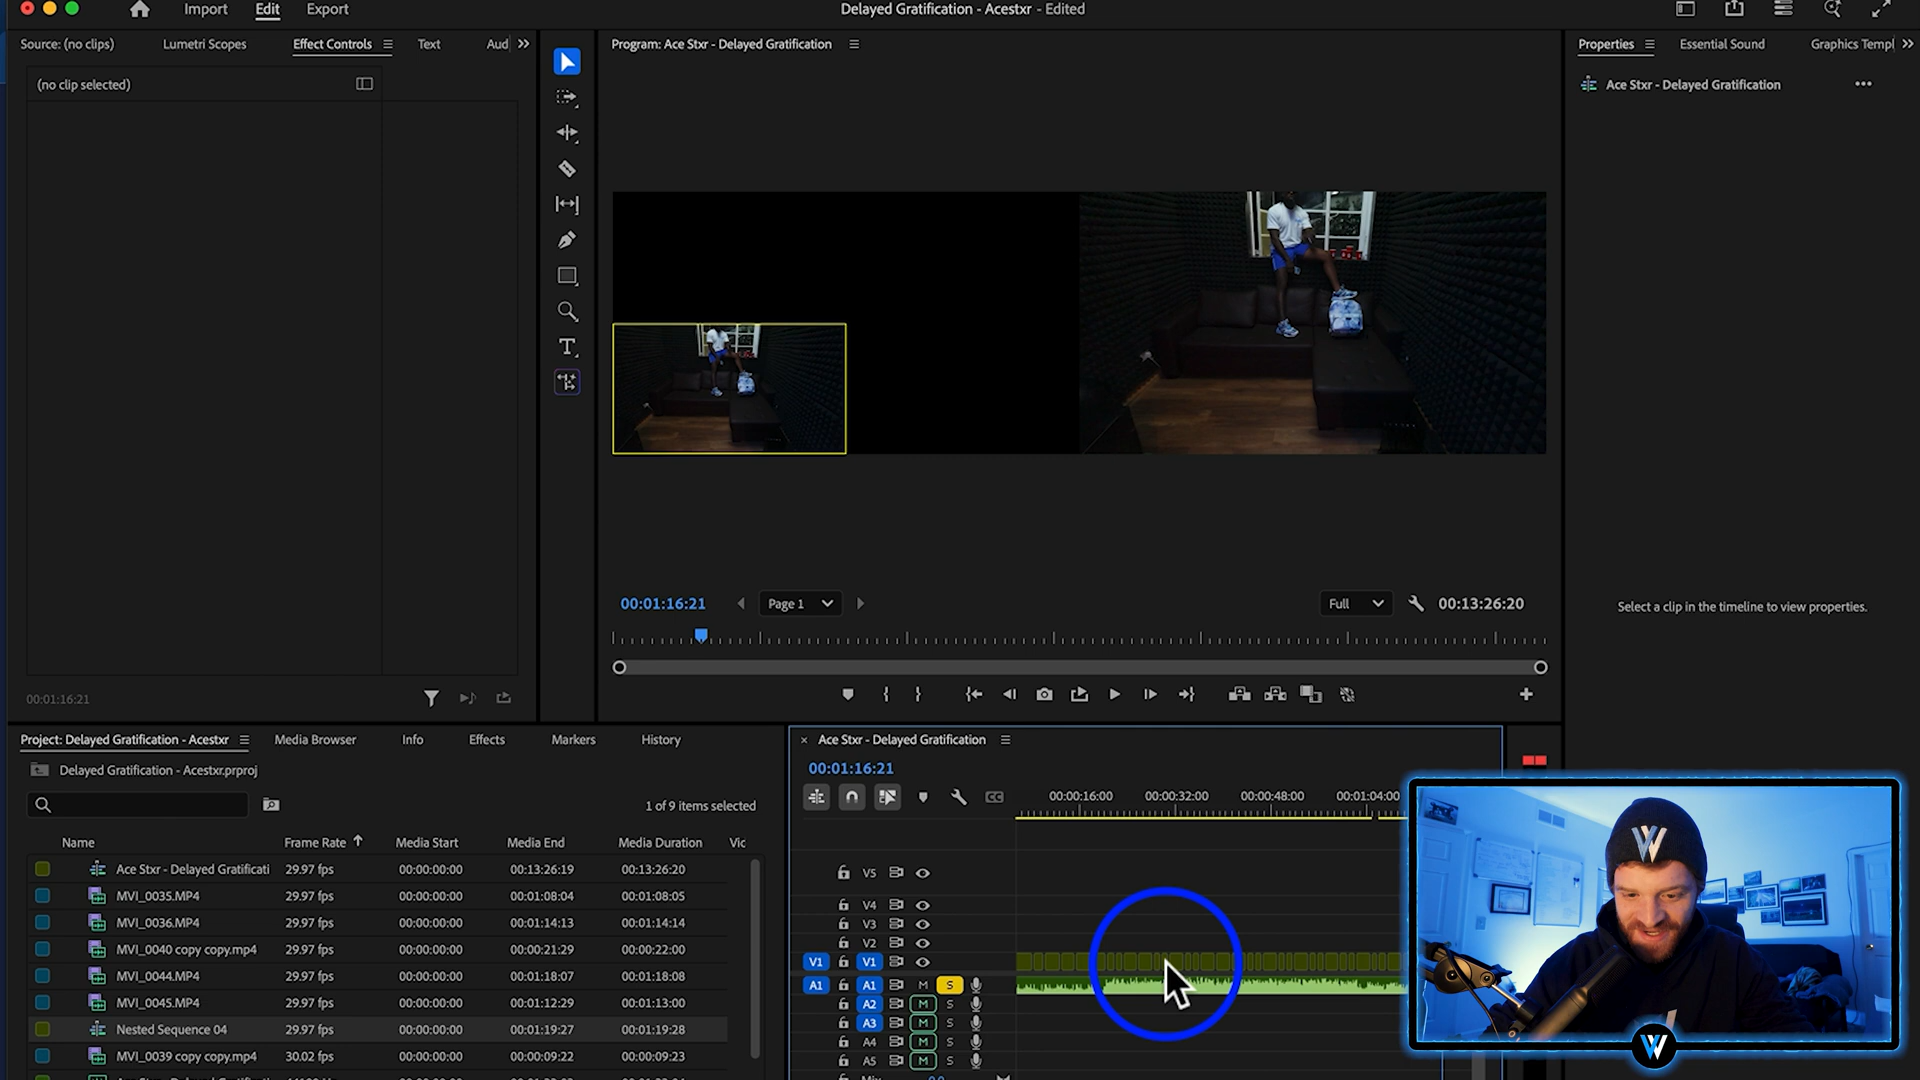 Import Edit Export
Delayed Gratification - Acestxr - Edited
Source: (no clips) Lumetri Scopes Effect Controls Text Aud
Program: Ace Stxr - Delayed Gratification
Properties Essential Sound Graphics Templ
(no clip selected)
Ace Stxr - Delayed Gratification
00:01:16:21 Page 1 Full 00:13:26:20
Select a clip in the timeline to view properties.
00:01:16:21
Project: Delayed Gratification - Acestxr Media Browser Info Effects Markers History
Ace Stxr - Delayed Gratification
Delayed Gratification - Acestxr.prproj
00:01:16:21
1 of 9 items selected
00:00:16:00 00:00:32:00 00:00:48:00 00:01:04:00
Name Frame Rate Media Start Media End Media Duration Vic
Ace Stxr - Delayed Gratificati 29.97 fps 00:00:00:00 00:13:26:19 00:13:26:20
MVI_0035.MP4 29.97 fps 00:00:00:00 00:01:08:04 00:01:08:05
MVI_0036.MP4 29.97 fps 00:00:00:00 00:01:14:13 00:01:14:14
MVI_0040 copy copy.mp4 29.97 fps 00:00:00:00 00:00:21:29 00:00:22:00
MVI_0044.MP4 29.97 fps 00:00:00:00 00:01:18:07 00:01:18:08
MVI_0045.MP4 29.97 fps 00:00:00:00 00:01:12:29 00:01:13:00
Nested Sequence 04 29.97 fps 00:00:00:00 00:01:19:27 00:01:19:28
MVI_0039 copy copy.mp4 30.02 fps 00:00:00:00 00:00:09:22 00:00:09:23
CC
V5
V4
V3
V2
V1 V1
A1 A1 M S
A2 M S
A3 M S
A4 M S
A5 M S
W
W